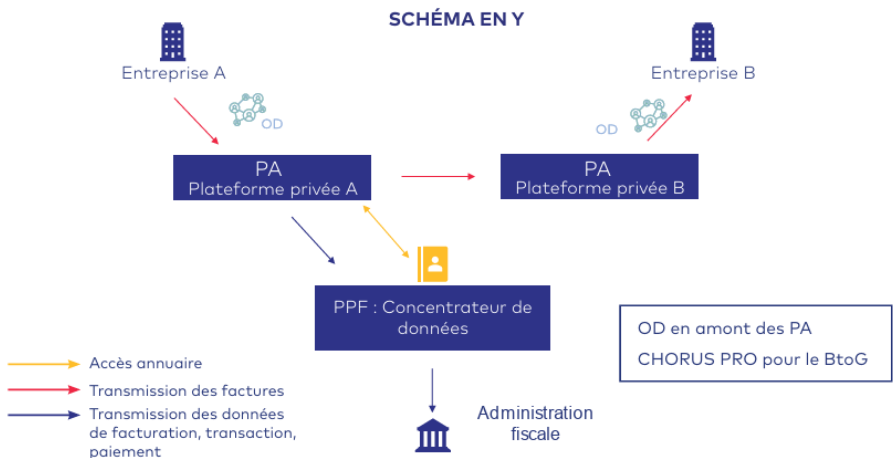 SCHÉMA EN Y
Entreprise A
Entreprise B
OD
OD
PA
Plateforme privée A
PA
Plateforme privée B
PPF : Concentrateur de
données
OD en amont des PA
CHORUS PRO pour le BtoG
Accès annuaire
Transmission des factures
Transmission des données
de facturation, transaction,
paiement
Administration
fiscale